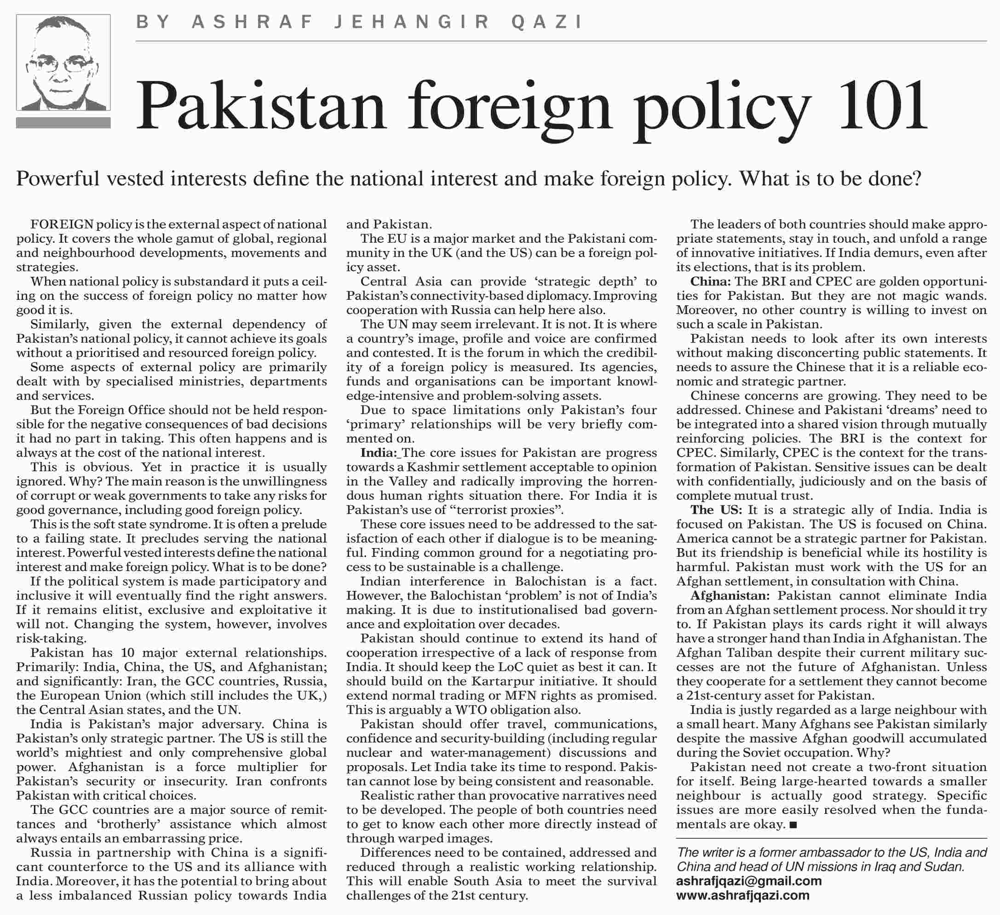 BY ASHRAF JEHANGIR QAZI
Pakistan foreign policy 101
Powerful vested interests define the national interest and make foreign policy. What is to be done?
FOREIGN policy is the external aspect of national
policy. It covers the whole gamut of global, regional
and neighbourhood developments, movements and
strategies.
When national policy is substandard it puts a ceil-
ing on the success of foreign policy no matter how
good it is.
Similarly, given the external dependency of
Pakistan's national policy, it cannot achieve its goals
without a prioritised and resourced foreign policy.
Some aspects of external policy are primarily
dealt with by specialised ministries, departments
and services.
But the Foreign Office should not be held respon-
sible for the negative consequences of bad decisions
it had no part in taking. This often happens and is
always at the cost of the national interest.
This is obvious. Yet in practice it is usually
ignored. Why? The main reason is the unwillingness
of corrupt or weak governments to take any risks for
good governance, including good foreign policy.
This is the soft state syndrome. It is often a prelude
to a failing state. It precludes serving the national
interest. Powerful vested interests define the national
interest and make foreign policy. What is to be done?
If the political system is made participatory and
inclusive it will eventually find the right answers.
If it remains elitist, exclusive and exploitative it
will not. Changing the system, however, involves
risk-taking.
Pakistan has 10 major external relationships.
Primarily: India, China, the US, and Afghanistan;
and significantly: Iran, the GCC countries, Russia,
the European Union (which still includes the UK,)
the Central Asian states, and the UN.
India is Pakistan's major adversary. China is
Pakistan's only strategic partner. The US is still the
world's mightiest and only comprehensive global
power. Afghanistan is a force multiplier for
Pakistan's security or insecurity. Iran confronts
Pakistan with critical choices.
The GCC countries are a major source of remit-
tances and ‘brotherly’ assistance which almost
always entails an embarrassing price.
Russia in partnership with China is a signifi-
cant counterforce to the US and its alliance with
India. Moreover, it has the potential to bring about
a less imbalanced Russian policy towards India
and Pakistan.
The EU is a major market and the Pakistani com-
munity in the UK (and the US) can be a foreign pol-
icy asset.
Central Asia can provide ‘strategic depth’ to
Pakistan's connectivity-based diplomacy. Improving
cooperation with Russia can help here also.
The UN may seem irrelevant. It is not. It is where
a country's image, profile and voice are confirmed
and contested. It is the forum in which the credibil-
ity of a foreign policy is measured. Its agencies,
funds and organisations can be important knowl-
edge-intensive and problem-solving assets.
Due to space limitations only Pakistan's four
‘primary’ relationships will be very briefly com-
mented on.
India:_The core issues for Pakistan are progress
towards a Kashmir settlement acceptable to opinion
in the Valley and radically improving the horren-
dous human rights situation there. For India it is
Pakistan's use of “terrorist proxies”.
These core issues need to be addressed to the sat-
isfaction of each other if dialogue is to be meaning-
ful. Finding common ground for a negotiating pro-
cess to be sustainable is a challenge.
Indian interference in Balochistan is a fact.
However, the Balochistan ‘problem’ is not of India's
making. It is due to institutionalised bad govern-
ance and exploitation over decades.
Pakistan should continue to extend its hand of
cooperation irrespective of a lack of response from
India. It should keep the LoC quiet as best it can. It
should build on the Kartarpur initiative. It should
extend normal trading or MFN rights as promised.
This is arguably a WTO obligation also.
Pakistan should offer travel, communications,
confidence and security-building (including regular
nuclear and water-management) discussions and
proposals. Let India take its time to respond. Pakis-
tan cannot lose by being consistent and reasonable.
Realistic rather than provocative narratives need
to be developed. The people of both countries need
to get to know each other more directly instead of
through warped images.
Differences need to be contained, addressed and
reduced through a realistic working relationship.
This will enable South Asia to meet the survival
challenges of the 21st century.
The leaders of both countries should make appro-
priate statements, stay in touch, and unfold a range
of innovative initiatives. If India demurs, even after
its elections, that is its problem.
China: The BRI and CPEC are golden opportuni-
ties for Pakistan. But they are not magic wands.
Moreover, no other country is willing to invest on
such a scale in Pakistan.
Pakistan needs to look after its own interests
without making disconcerting public statements. It
needs to assure the Chinese that it is a reliable eco-
nomic and strategic partner.
Chinese concerns are growing. They need to be
addressed. Chinese and Pakistani ‘dreams’ need to
be integrated into a shared vision through mutually
reinforcing policies. The BRI is the context for
CPEC. Similarly, CPEC is the context for the trans-
formation of Pakistan. Sensitive issues can be dealt
with confidentially, judiciously and on the basis of
complete mutual trust.
The US: It is a strategic ally of India. India is
focused on Pakistan. The US is focused on China.
America cannot be a strategic partner for Pakistan.
But its friendship is beneficial while its hostility is
harmful. Pakistan must work with the US for an
Afghan settlement, in consultation with China.
Afghanistan: Pakistan cannot eliminate India
from an Afghan settlement process. Nor should it try
to. If Pakistan plays its cards right it will always
have a stronger hand than India in Afghanistan. The
Afghan Taliban despite their current military suc-
cesses are not the future of Afghanistan. Unless
they cooperate for a settlement they cannot become
a 21st-century asset for Pakistan.
India is justly regarded as a large neighbour with
a small heart. Many Afghans see Pakistan similarly
despite the massive Afghan goodwill accumulated
during the Soviet occupation. Why?
Pakistan need not create a two-front situation
for itself. Being large-hearted towards a smaller
neighbour is actually good strategy. Specific
issues are more easily resolved when the funda-
mentals are okay. ■
The writer is a former ambassador to the US, India and
China and head of UN missions in Iraq and Sudan.
ashrafjqazi@gmail.com
www.ashrafjqazi.com